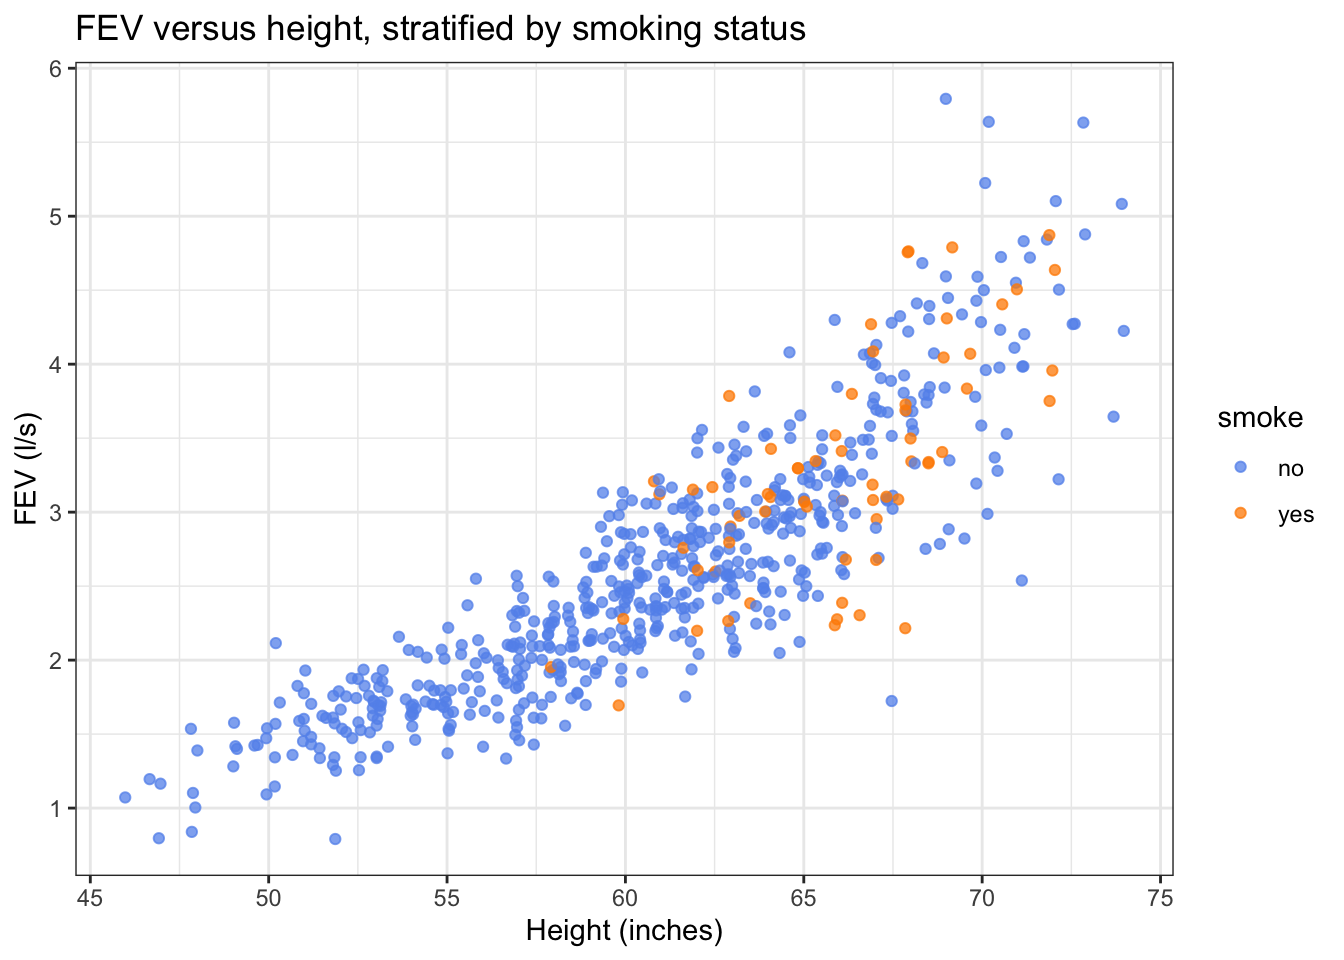 FEV versus height, stratified by smoking status
6
5
4
3
2
1
FEV (l/s)
45 50 55 60 65 70 75
Height (inches)
smoke
no
yes